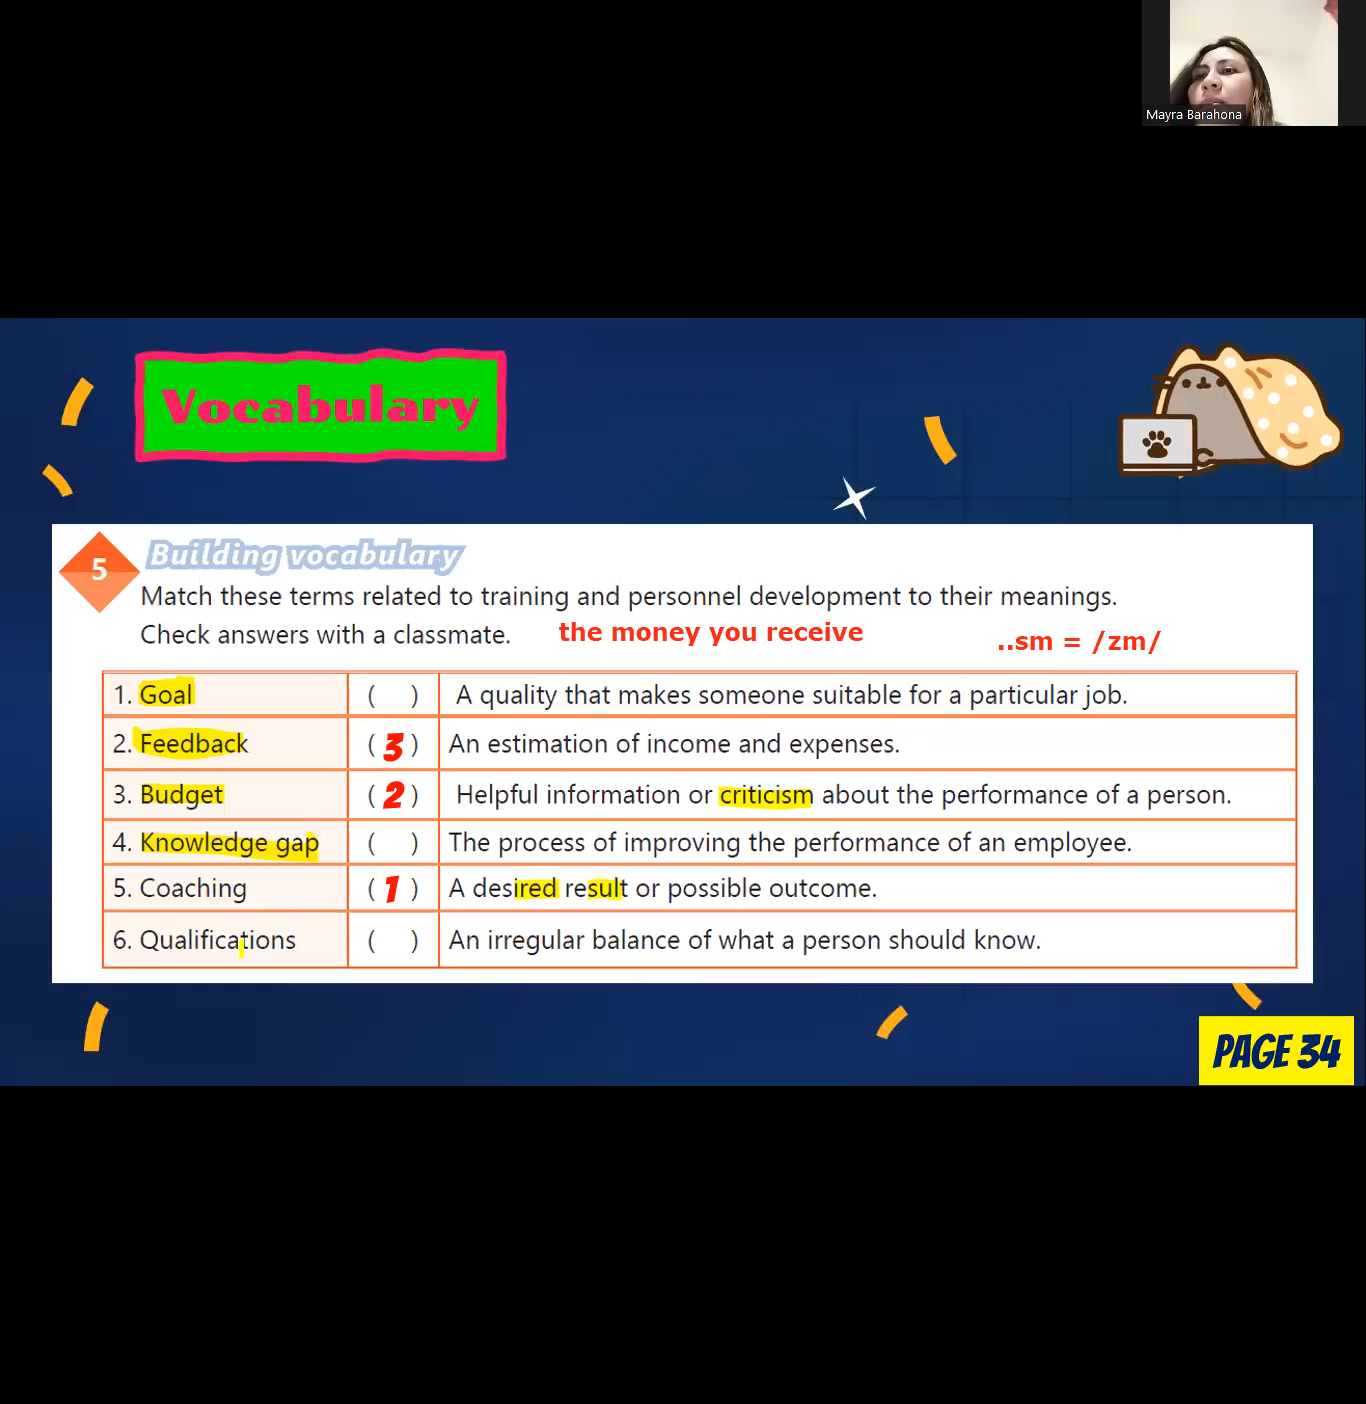 Mayra Barahona
Vocabulary
5
Building vocabulary
Match these terms related to training and personnel development to their meanings.
Check answers with a classmate.
the money you receive
..sm = /zm/
1. Goal ( ) A quality that makes someone suitable for a particular job.
2. Feedback (3) An estimation of income and expenses.
3. Budget (2) Helpful information or criticism about the performance of a person.
4. Knowledge gap ( ) The process of improving the performance of an employee.
5. Coaching (1) A desired result or possible outcome.
6. Qualifications ( ) An irregular balance of what a person should know.
PAGE 34